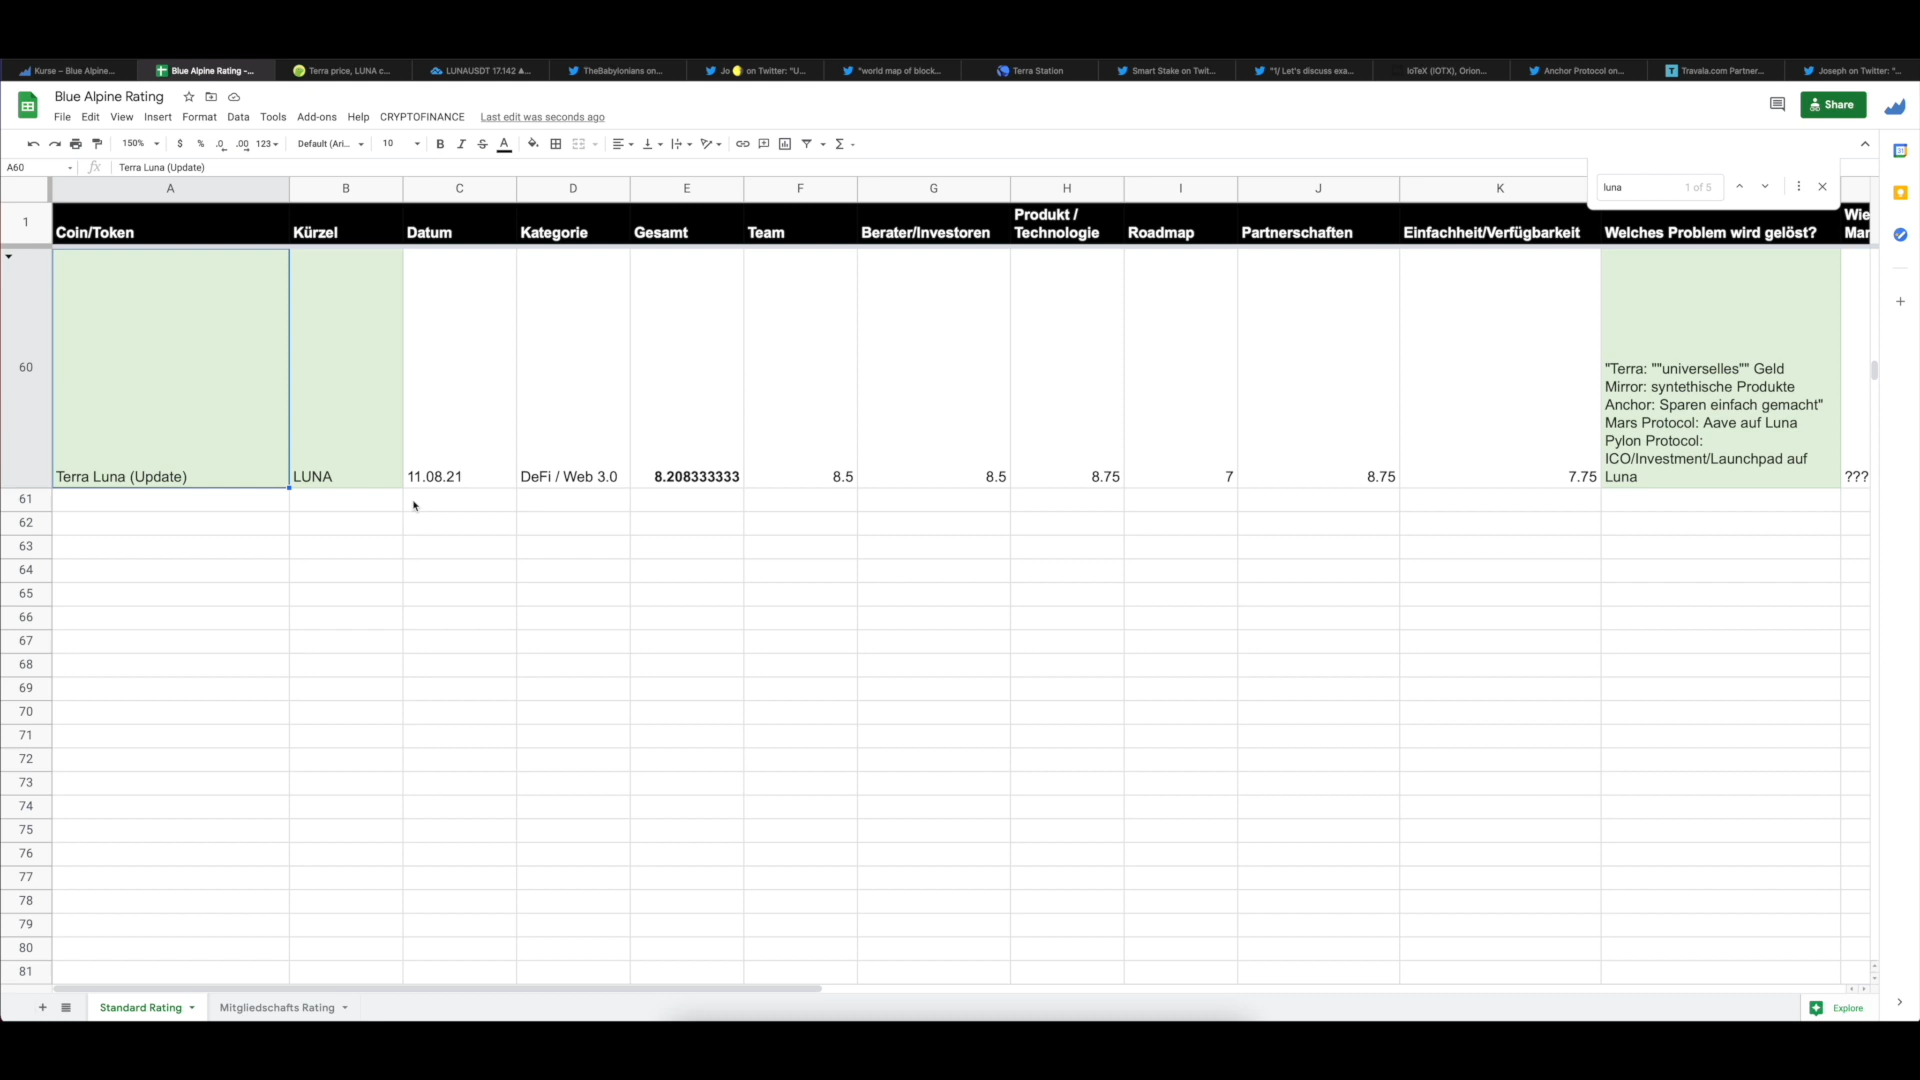 Kurse – Blue Alpine...
Blue Alpine Rating -...
Terra price, LUNA c...
LUNAUSDT 17.142 ▲...
TheBabylonians on...
Jo 🌕 on Twitter: "U...
"world map of block...
Terra Station
Smart Stake on Twit...
"1/ Let's discuss exa...
IoTeX (IOTX), Orion...
Anchor Protocol on...
Travala.com Partner...
Joseph on Twitter: "...
Blue Alpine Rating
Share
File Edit View Insert Format Data Tools Add-ons Help CRYPTOFINANCE Last edit was seconds ago
150% $ % .0 .00 123 Default (Ari... 10 B I S A
A60 fx Terra Luna (Update)
luna 1 of 5
A B C D E F G H I J K
1 Coin/Token Kürzel Datum Kategorie Gesamt Team Berater/Investoren Produkt / Technologie Roadmap Partnerschaften Einfachheit/Verfügbarkeit Welches Problem wird gelöst? Wie
Mar
60
"Terra: ""universelles"" Geld
Mirror: syntethische Produkte
Anchor: Sparen einfach gemacht"
Mars Protocol: Aave auf Luna
Pylon Protocol:
ICO/Investment/Launchpad auf
Luna
Terra Luna (Update) LUNA 11.08.21 DeFi / Web 3.0 8.208333333 8.5 8.5 8.75 7 8.75 7.75 ???
61
62
63
64
65
66
67
68
69
70
71
72
73
74
75
76
77
78
79
80
81
Standard Rating Mitgliedschafts Rating Explore